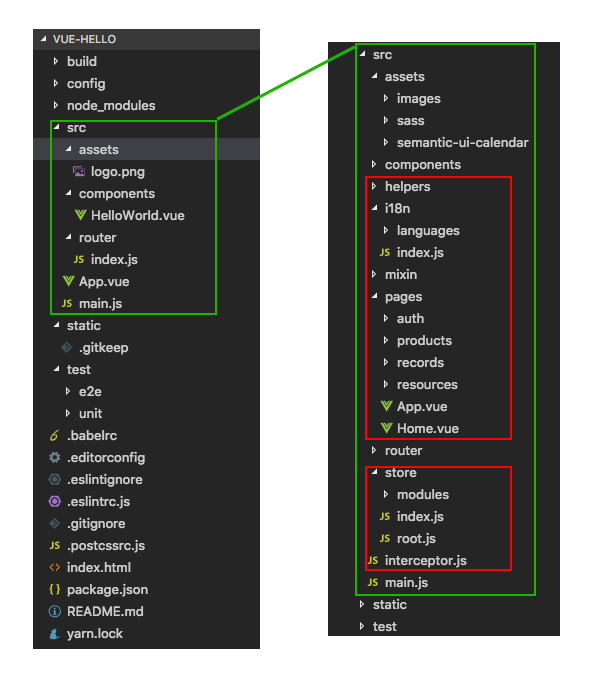 VUE-HELLO
build
config
node_modules
src
assets
logo.png
components
HelloWorld.vue
router
JS index.js
App.vue
JS main.js
static
.gitkeep
test
e2e
unit
.babelrc
.editorconfig
.eslintignore
.eslintrc.js
.gitignore
JS .postcssrc.js
<> index.html
{ } package.json
README.md
yarn.lock
src
assets
images
sass
semantic-ui-calendar
components
helpers
i18n
languages
JS index.js
mixin
pages
auth
products
records
resources
App.vue
Home.vue
router
store
modules
JS index.js
JS root.js
JS interceptor.js
JS main.js
static
test